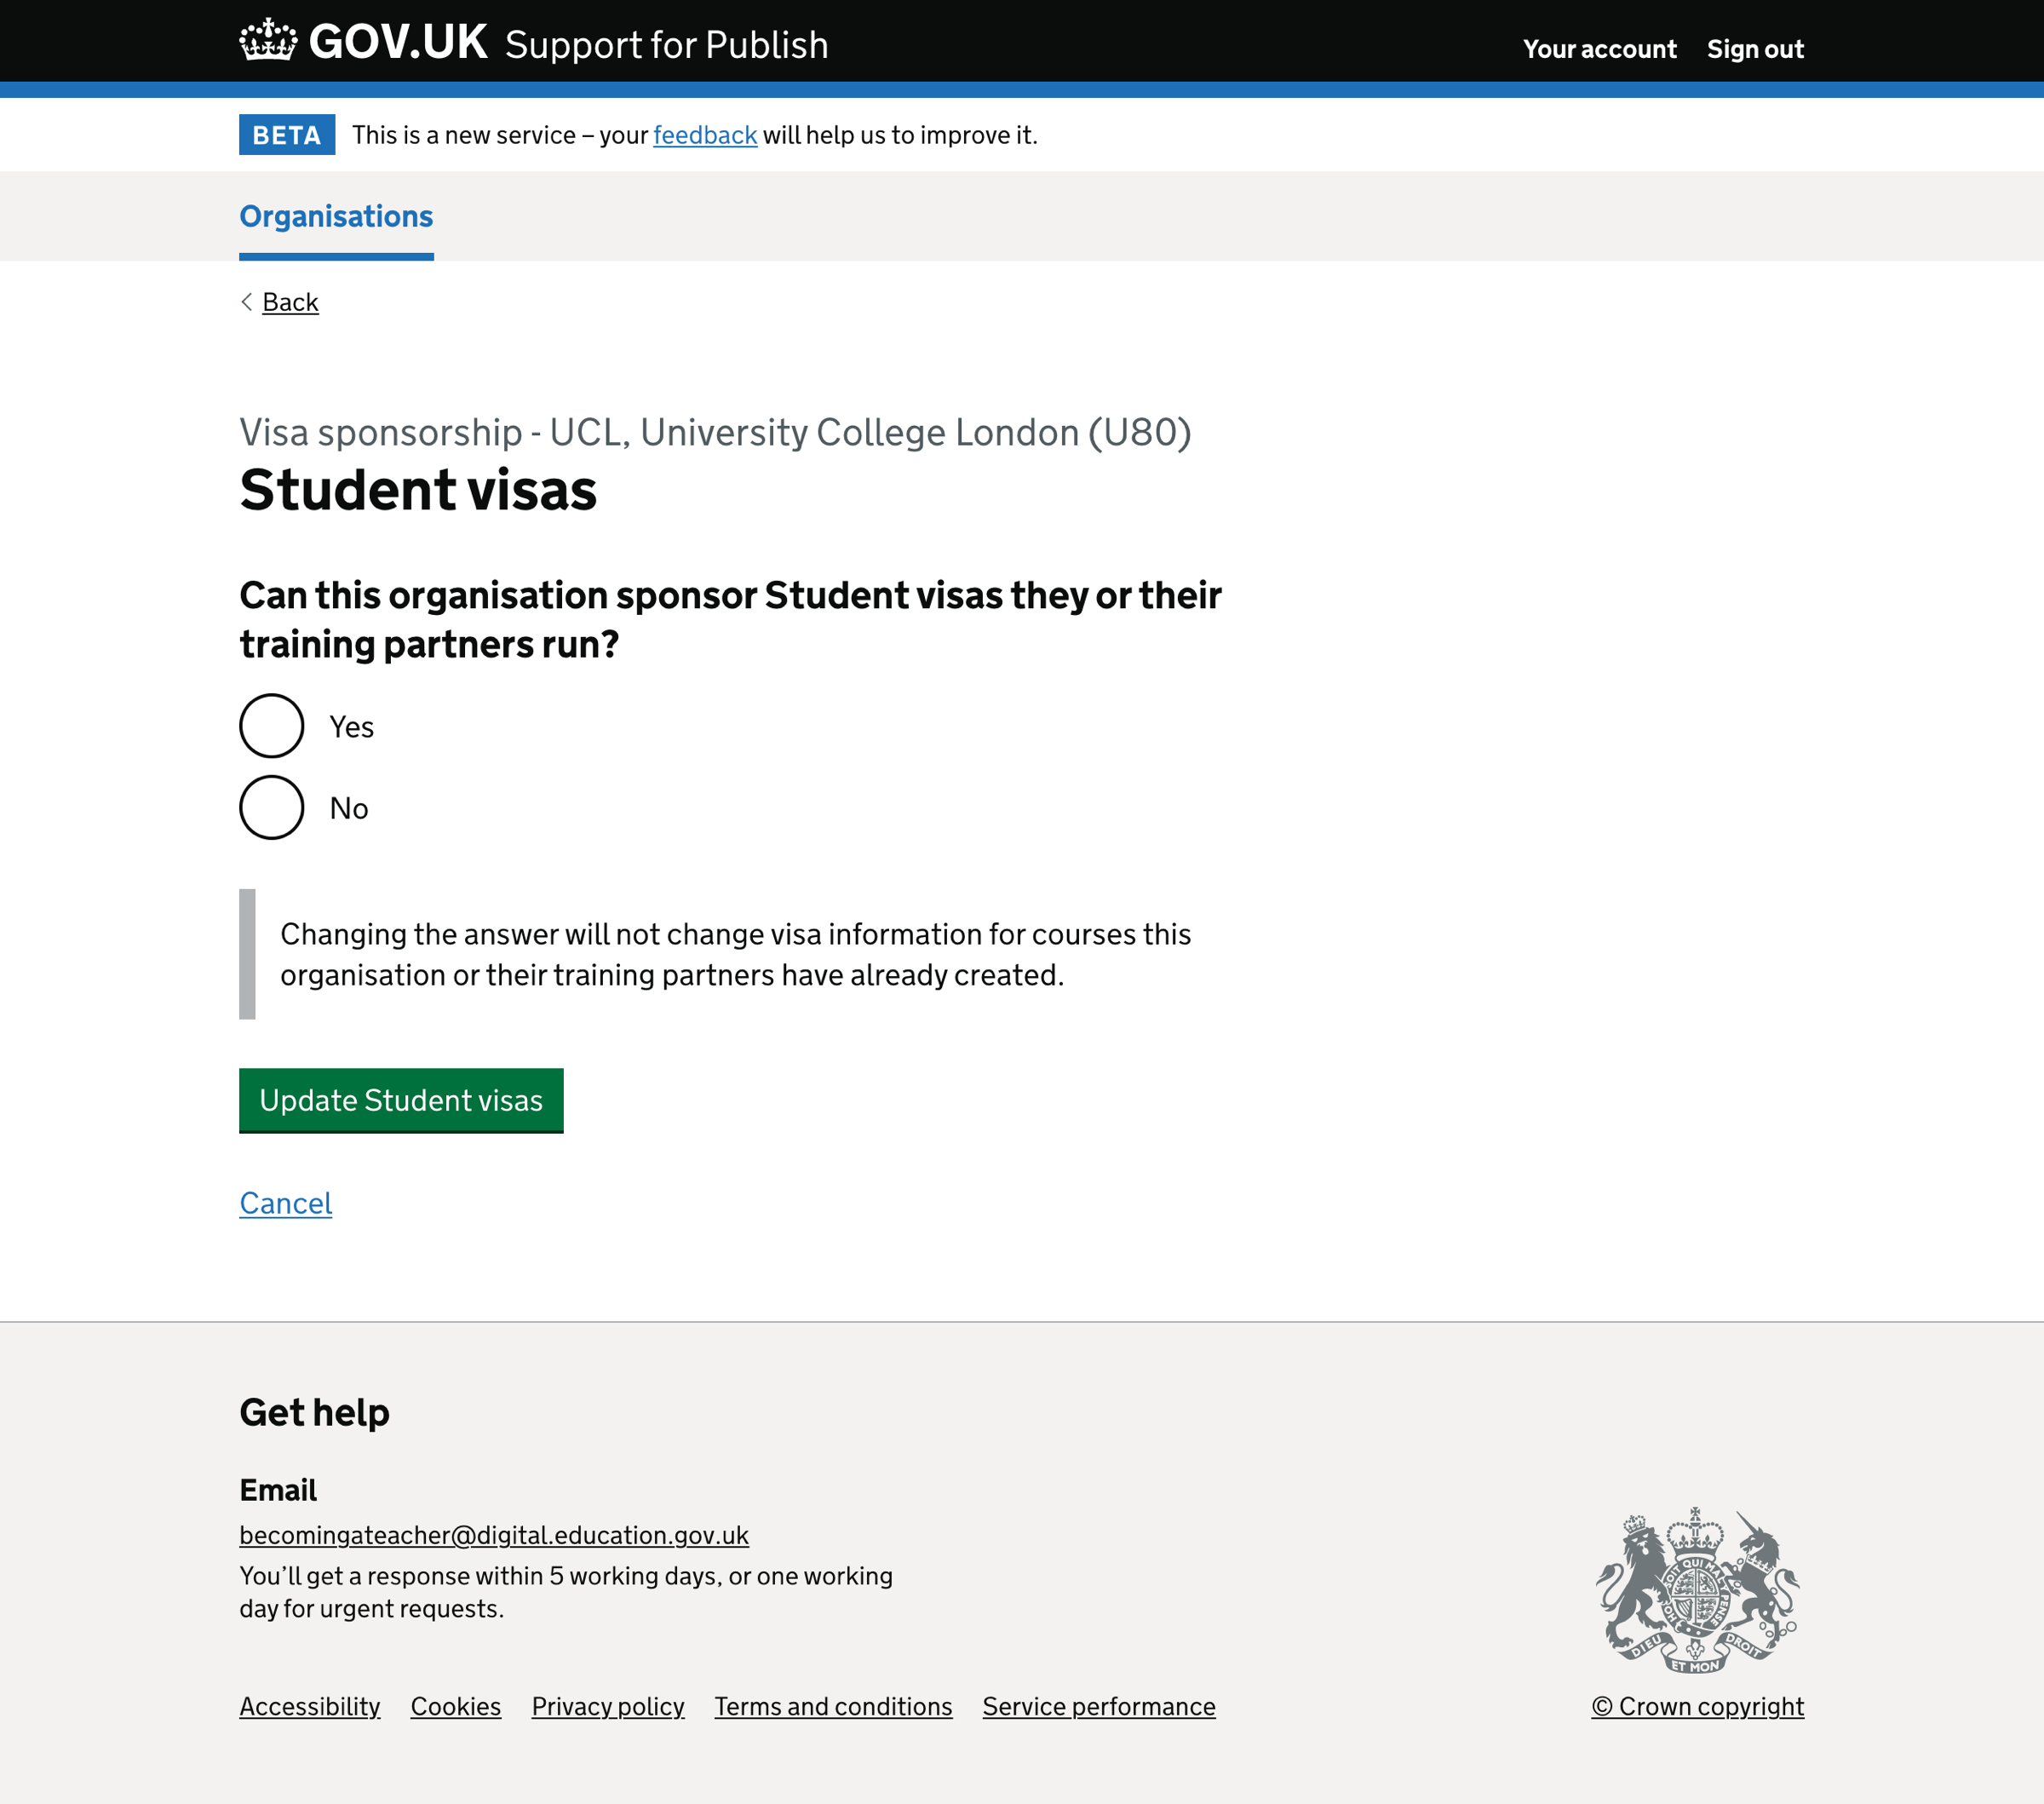 GOV.UK Support for Publish
Your account Sign out
BETA This is a new service – your feedback will help us to improve it.
Organisations
Back
Visa sponsorship - UCL, University College London (U80)
Student visas
Can this organisation sponsor Student visas they or their
training partners run?
Yes
No
Changing the answer will not change visa information for courses this
organisation or their training partners have already created.
Update Student visas
Cancel
Get help
Email
becomingateacher@digital.education.gov.uk
You’ll get a response within 5 working days, or one working
day for urgent requests.
SOIT QUI MAL PENSE HON
DIEU ET MON DROIT
Accessibility Cookies Privacy policy Terms and conditions Service performance
© Crown copyright